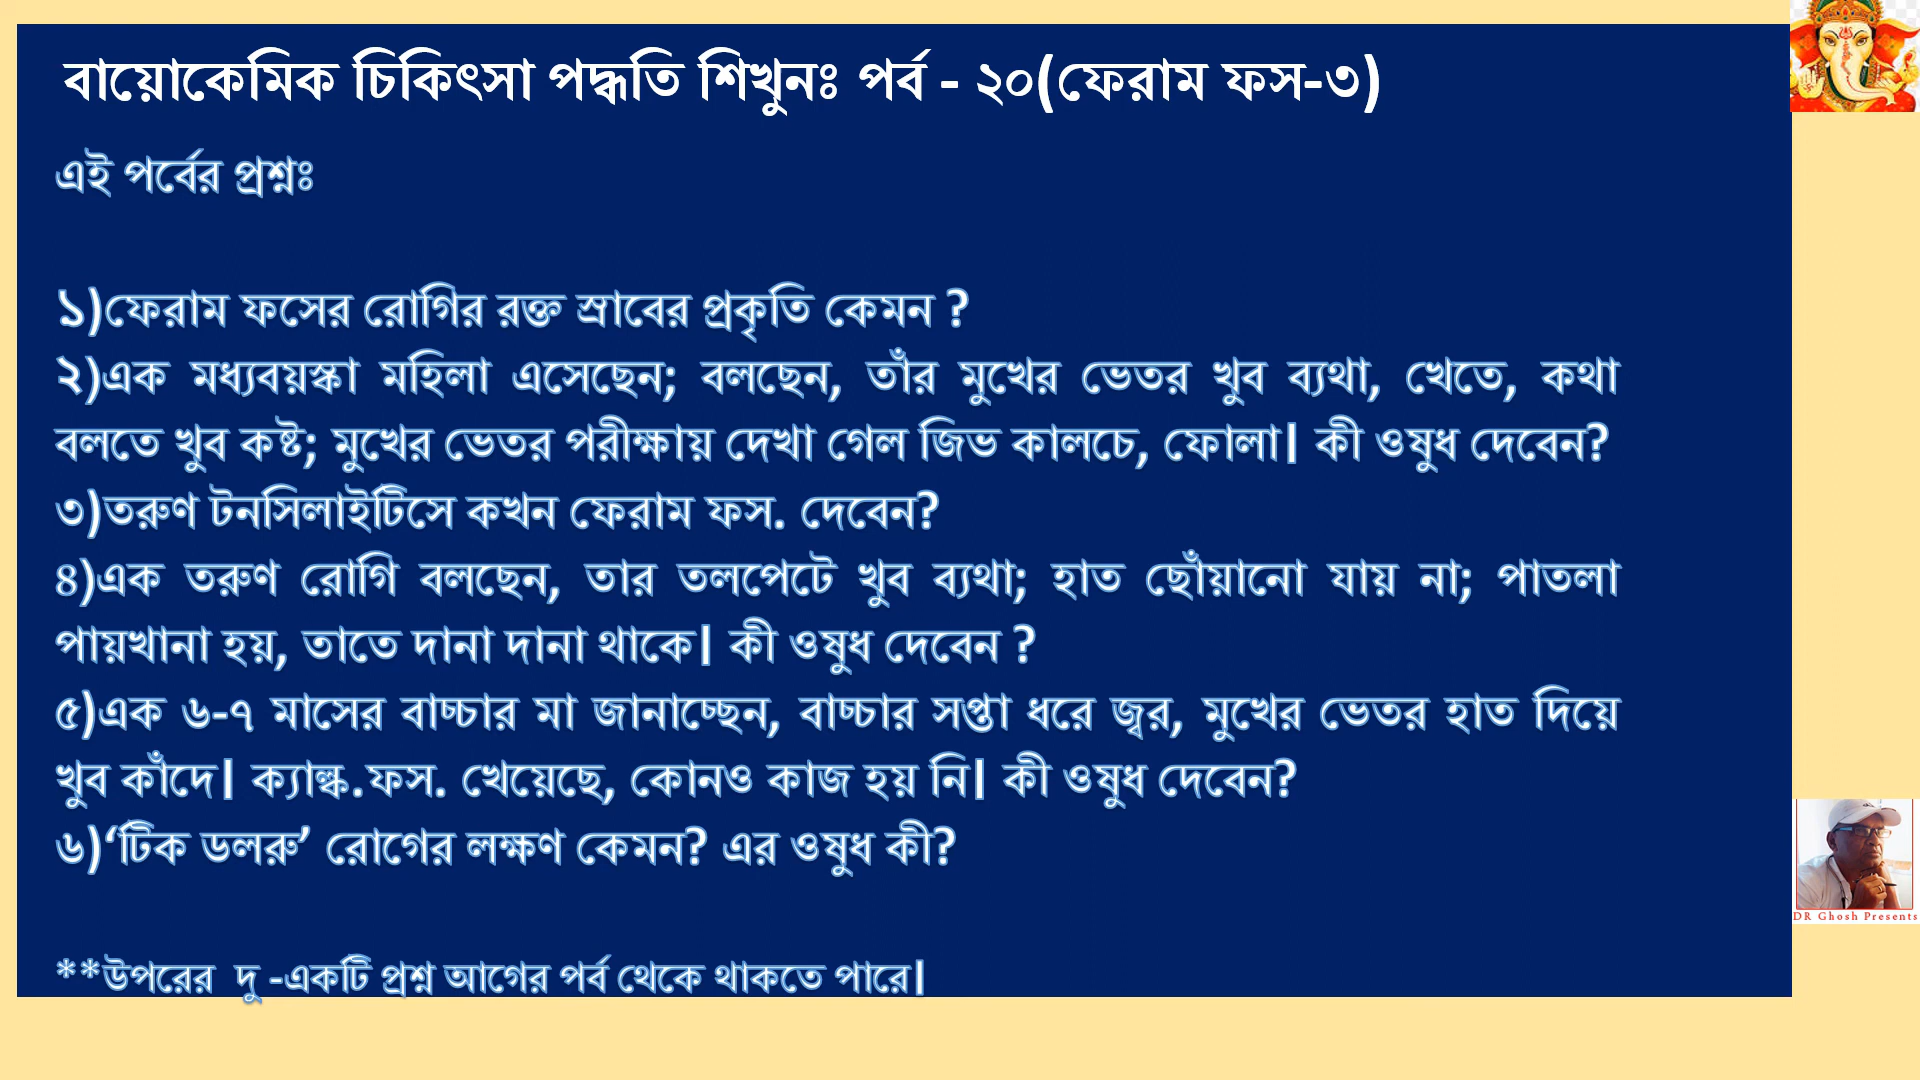 বায়োকেমিক চিকিৎসা পদ্ধতি শিখুনঃ পর্ব - ২০(ফেরাম ফস-৩)
এই পর্বের প্রশ্নঃ
১)ফেরাম ফসের রোগির রক্ত স্রাবের প্রকৃতি কেমন ?
২)এক মধ্যবয়স্কা মহিলা এসেছেন; বলছেন, তাঁর মুখের ভেতর খুব ব্যথা, খেতে, কথা
বলতে খুব কষ্ট; মুখের ভেতর পরীক্ষায় দেখা গেল জিভ কালচে, ফোলা| কী ওষুধ দেবেন?
৩)তরুণ টনসিলাইটিসে কখন ফেরাম ফস. দেবেন?
৪)এক তরুণ রোগি বলছেন, তার তলপেটে খুব ব্যথা; হাত ছোঁয়ানো যায় না; পাতলা
পায়খানা হয়, তাতে দানা দানা থাকে| কী ওষুধ দেবেন ?
৫)এক ৬-৭ মাসের বাচ্চার মা জানাচ্ছেন, বাচ্চার সপ্তা ধরে জ্বর, মুখের ভেতর হাত দিয়ে
খুব কাঁদে| ক্যাল্ক.ফস. খেয়েছে, কোনও কাজ হয় নি| কী ওষুধ দেবেন?
৬)‘টিক ডলরু’ রোগের লক্ষণ কেমন? এর ওষুধ কী?
**উপরের দু -একটি প্রশ্ন আগের পর্ব থেকে থাকতে পারে|
DR Ghosh Presents